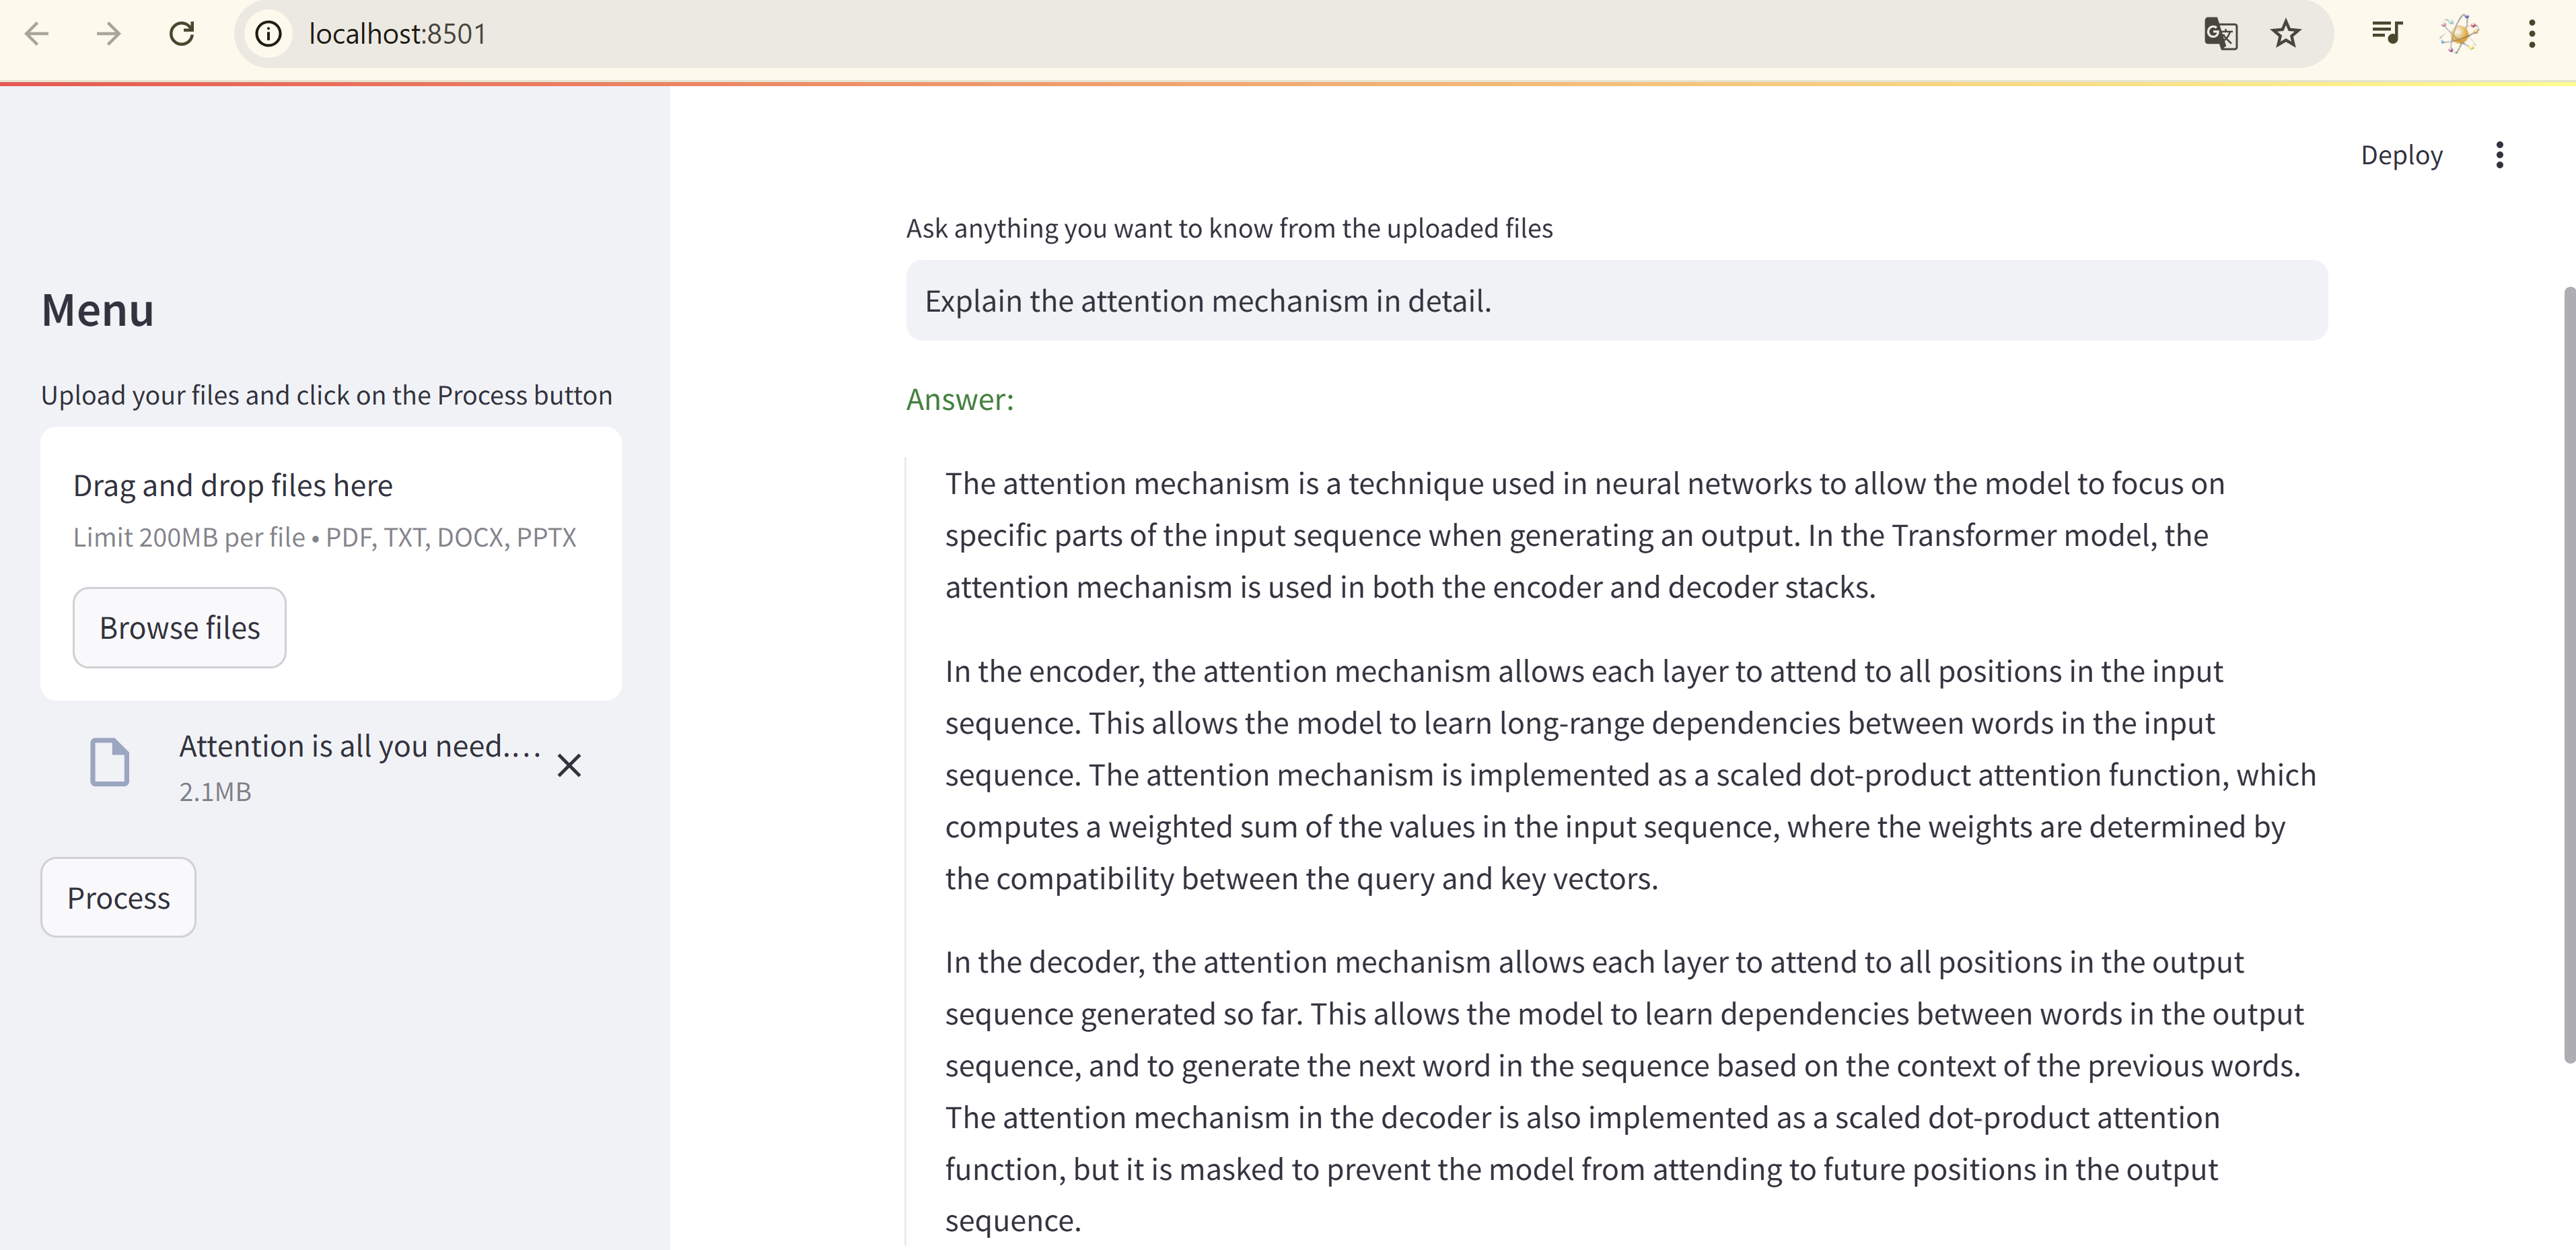 localhost:8501
Deploy
Menu
Upload your files and click on the Process button
Drag and drop files here
Limit 200MB per file • PDF, TXT, DOCX, PPTX
Browse files
Attention is all you need....
2.1MB
Process
Ask anything you want to know from the uploaded files
Explain the attention mechanism in detail.
Answer:
The attention mechanism is a technique used in neural networks to allow the model to focus on
specific parts of the input sequence when generating an output. In the Transformer model, the
attention mechanism is used in both the encoder and decoder stacks.
In the encoder, the attention mechanism allows each layer to attend to all positions in the input
sequence. This allows the model to learn long-range dependencies between words in the input
sequence. The attention mechanism is implemented as a scaled dot-product attention function, which
computes a weighted sum of the values in the input sequence, where the weights are determined by
the compatibility between the query and key vectors.
In the decoder, the attention mechanism allows each layer to attend to all positions in the output
sequence generated so far. This allows the model to learn dependencies between words in the output
sequence, and to generate the next word in the sequence based on the context of the previous words.
The attention mechanism in the decoder is also implemented as a scaled dot-product attention
function, but it is masked to prevent the model from attending to future positions in the output
sequence.